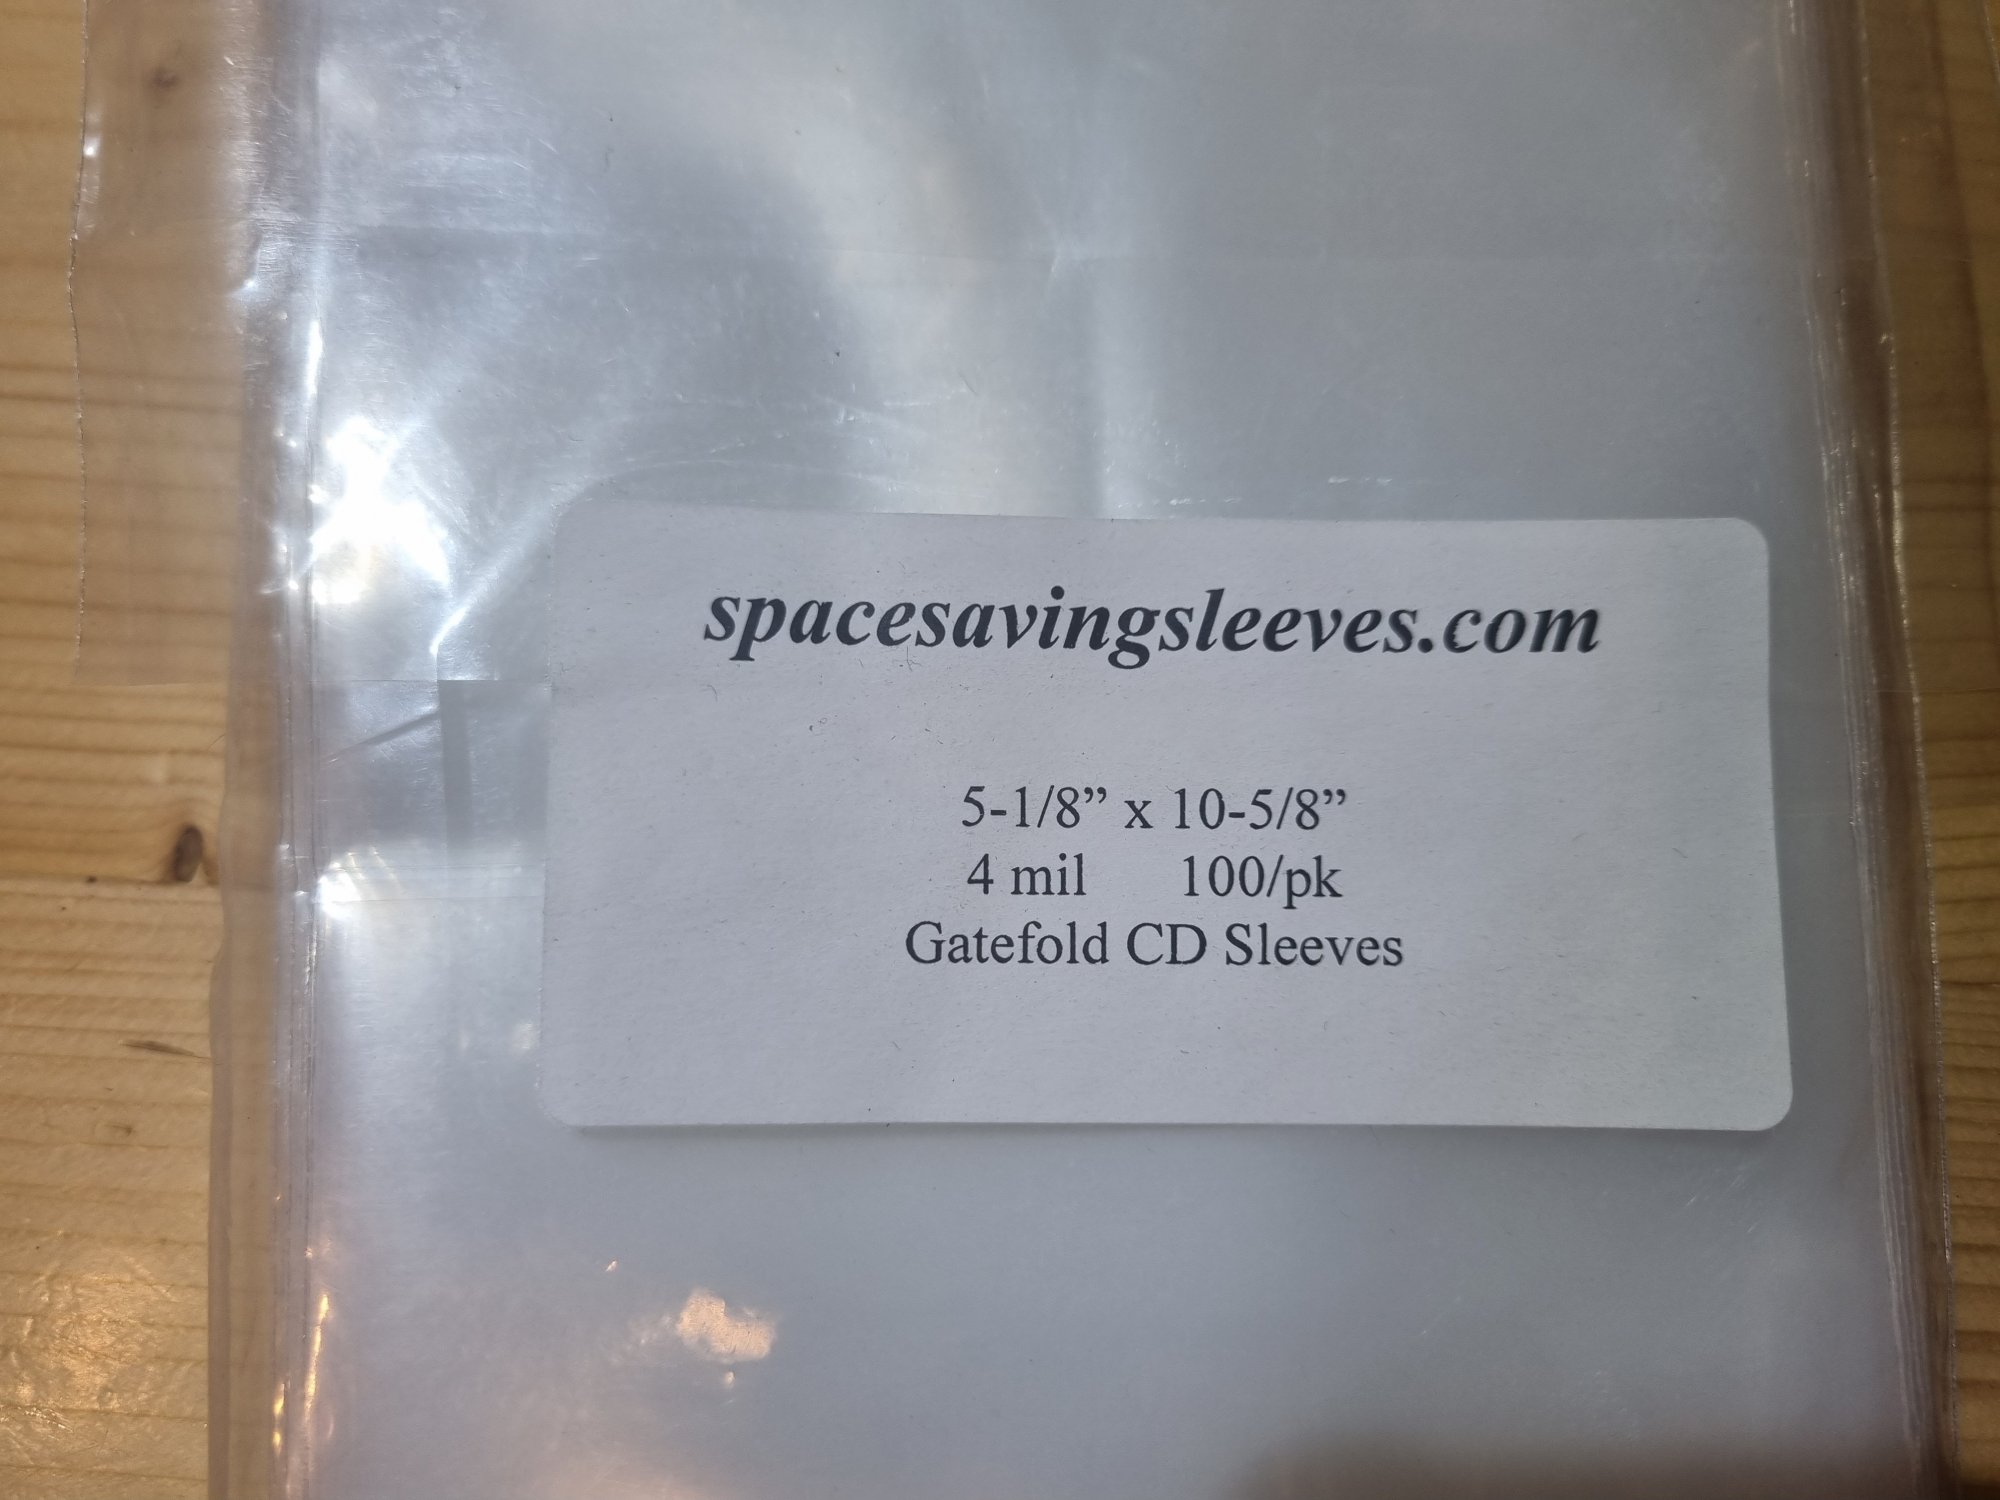 spacesavingsleeves.com
5-1/8” x 10-5/8”
4 mil 100/pk
Gatefold CD Sleeves